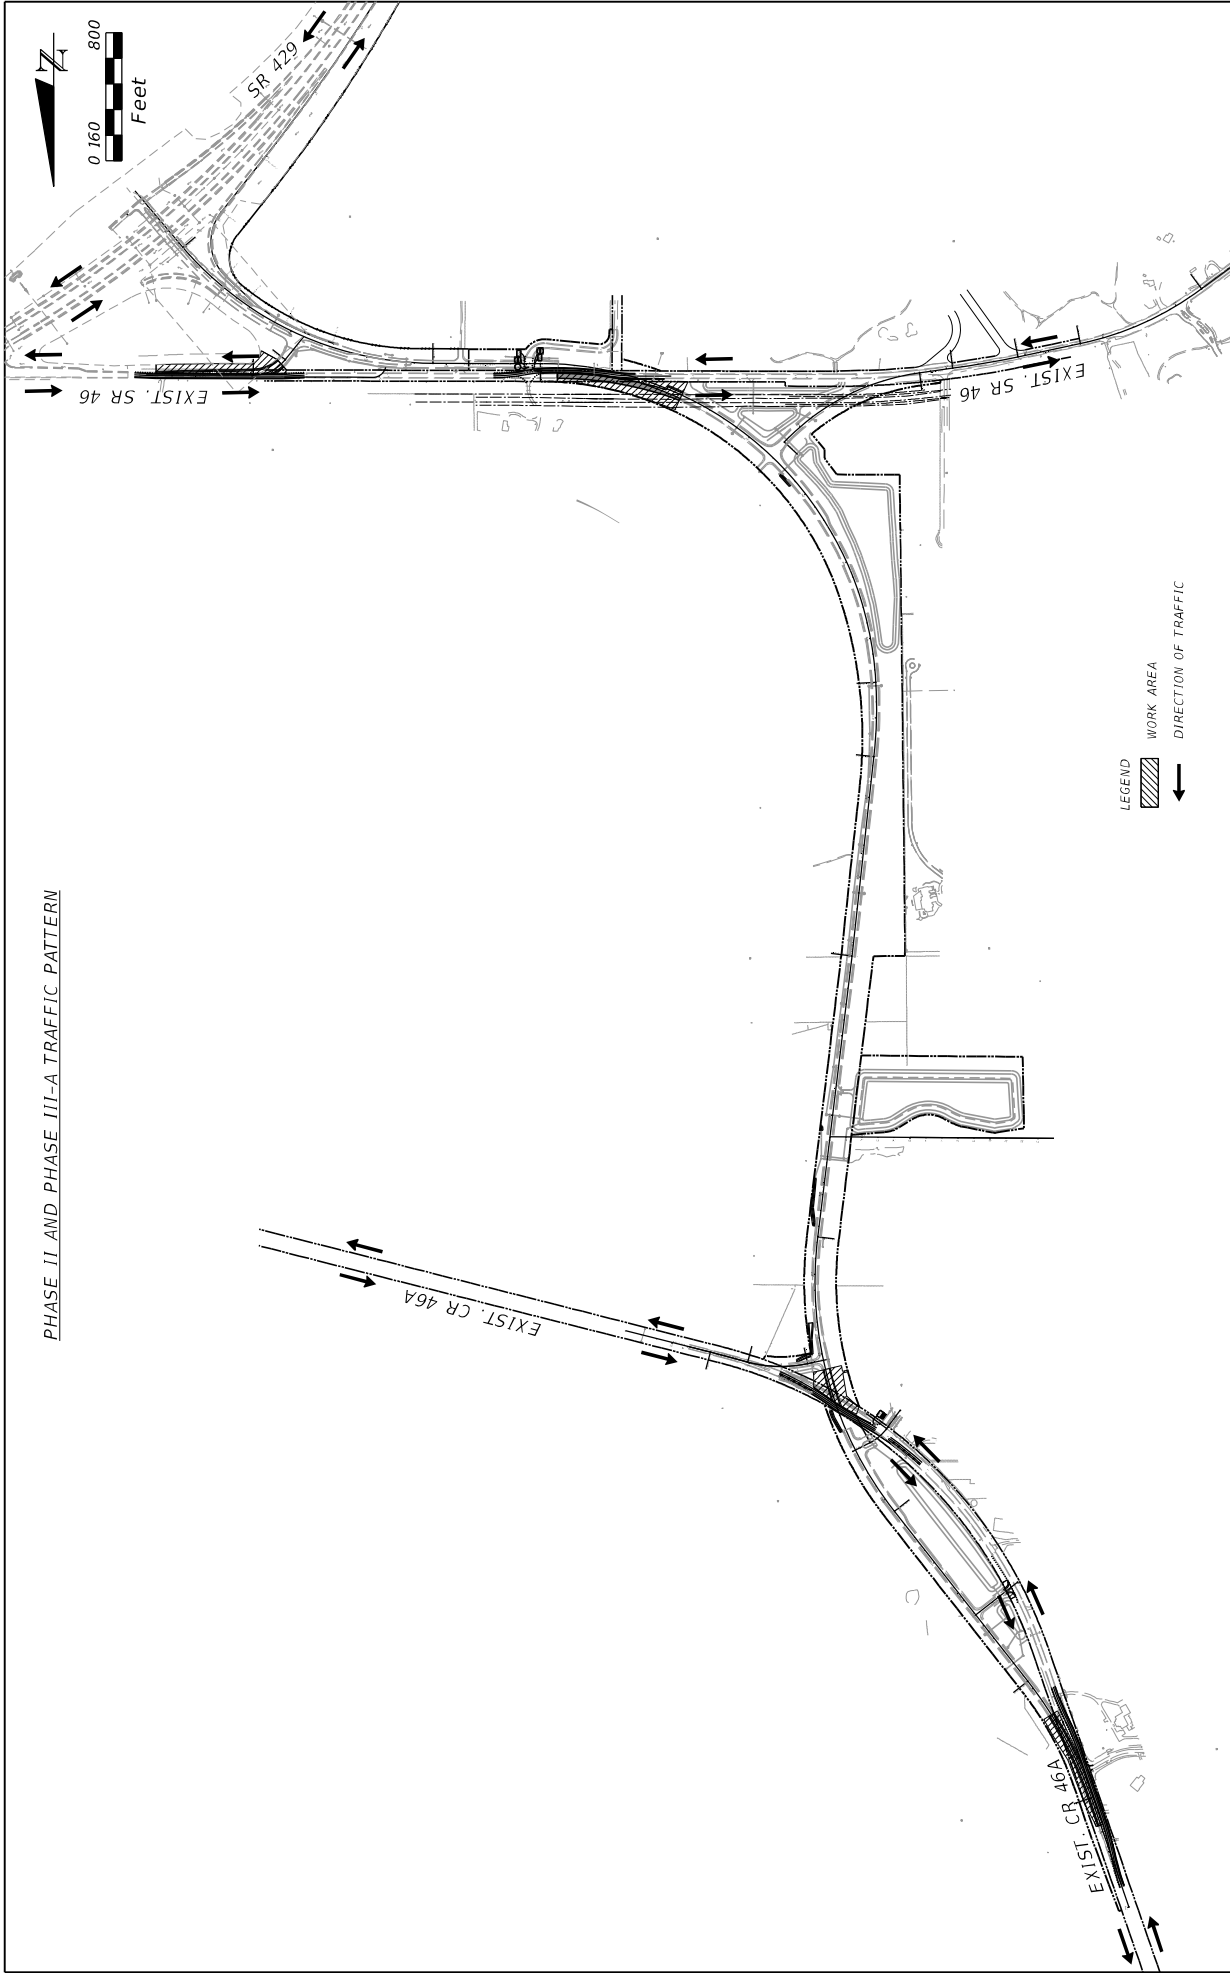 PHASE II AND PHASE III-A TRAFFIC PATTERN
N
0 160 800
Feet
SR 429
EXIST. SR 46
EXIST. SR 46
EXIST. CR 46A
EXIST. CR 46A
LEGEND
WORK AREA
DIRECTION OF TRAFFIC